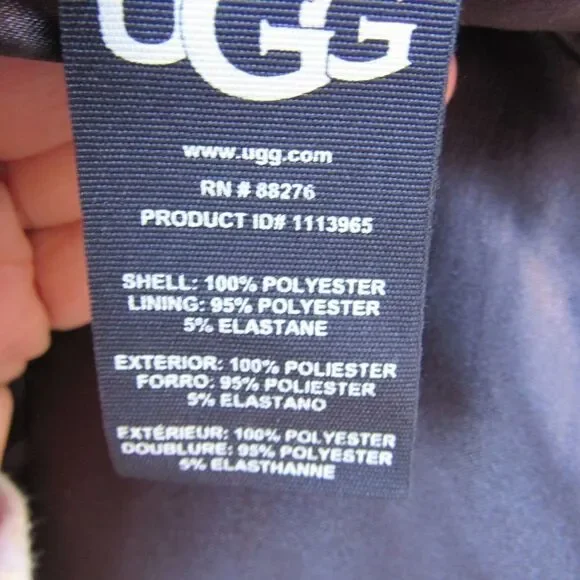 UGG
www.ugg.com
RN # 88276
PRODUCT ID# 1113965
SHELL: 100% POLYESTER
LINING: 95% POLYESTER
5% ELASTANE
EXTERIOR: 100% POLIESTER
FORRO: 95% POLIESTER
5% ELASTANO
EXTÉRIEUR: 100% POLYESTER
DOUBLURE: 95% POLYESTER
5% ELASTHANNE